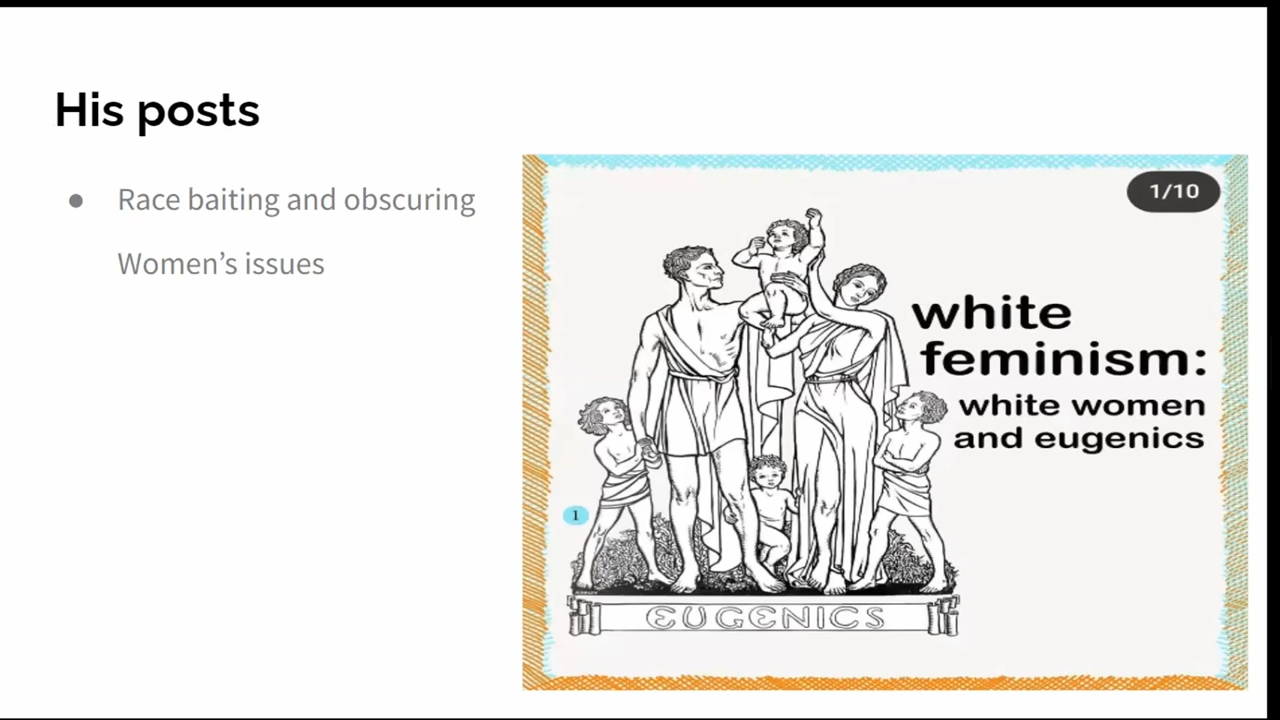 His posts
● Race baiting and obscuring
Women’s issues
1/10
white
feminism:
white women
and eugenics
1
EUGENICS